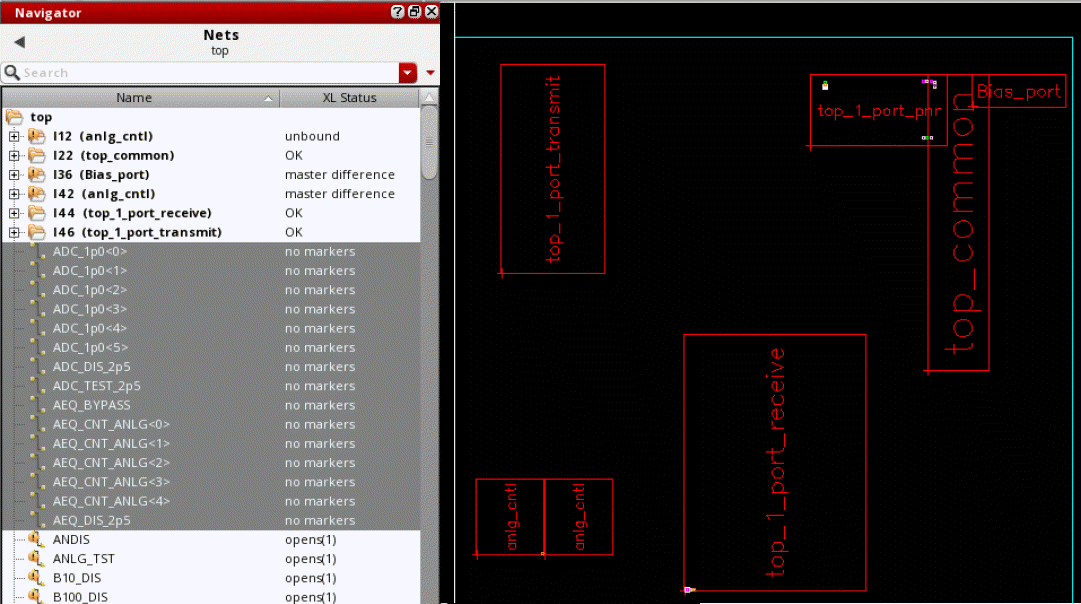 Navigator
Nets
top
Search
Name XL Status
top
I12 (anlg_cntl) unbound
I22 (top_common) OK
I36 (Bias_port) master difference
I42 (anlg_cntl) master difference
I44 (top_1_port_receive) OK
I46 (top_1_port_transmit) OK
ADC_1p0<0> no markers
ADC_1p0<1> no markers
ADC_1p0<2> no markers
ADC_1p0<3> no markers
ADC_1p0<4> no markers
ADC_1p0<5> no markers
ADC_DIS_2p5 no markers
ADC_TEST_2p5 no markers
AEQ_BYPASS no markers
AEQ_CNT_ANLG<0> no markers
AEQ_CNT_ANLG<1> no markers
AEQ_CNT_ANLG<2> no markers
AEQ_CNT_ANLG<3> no markers
AEQ_CNT_ANLG<4> no markers
AEQ_DIS_2p5 no markers
ANDIS opens(1)
ANLG_TST opens(1)
B10_DIS opens(1)
B100_DIS opens(1)
top_1_port_transmit
top_1_port_pnr
Bias_port
top_common
top_1_port_receive
anlg_cntl
anlg_cntl